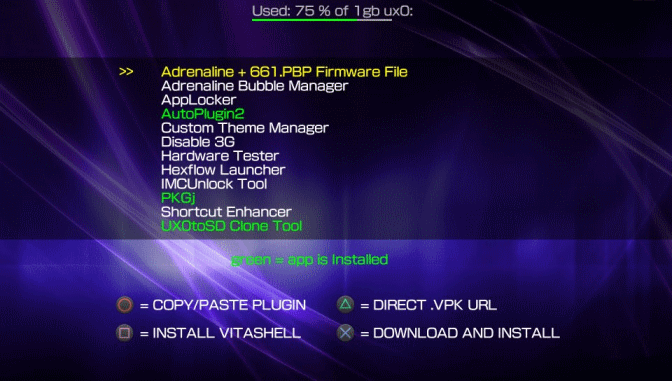 Used: 75 % of 1gb ux0:
>> Adrenaline + 661.PBP Firmware File
Adrenaline Bubble Manager
AppLocker
AutoPlugin2
Custom Theme Manager
Disable 3G
Hardware Tester
Hexflow Launcher
IMCUnlock Tool
PKGj
Shortcut Enhancer
UX0toSD Clone Tool
green = app is Installed
= COPY/PASTE PLUGIN
= DIRECT .VPK URL
= INSTALL VITASHELL
= DOWNLOAD AND INSTALL